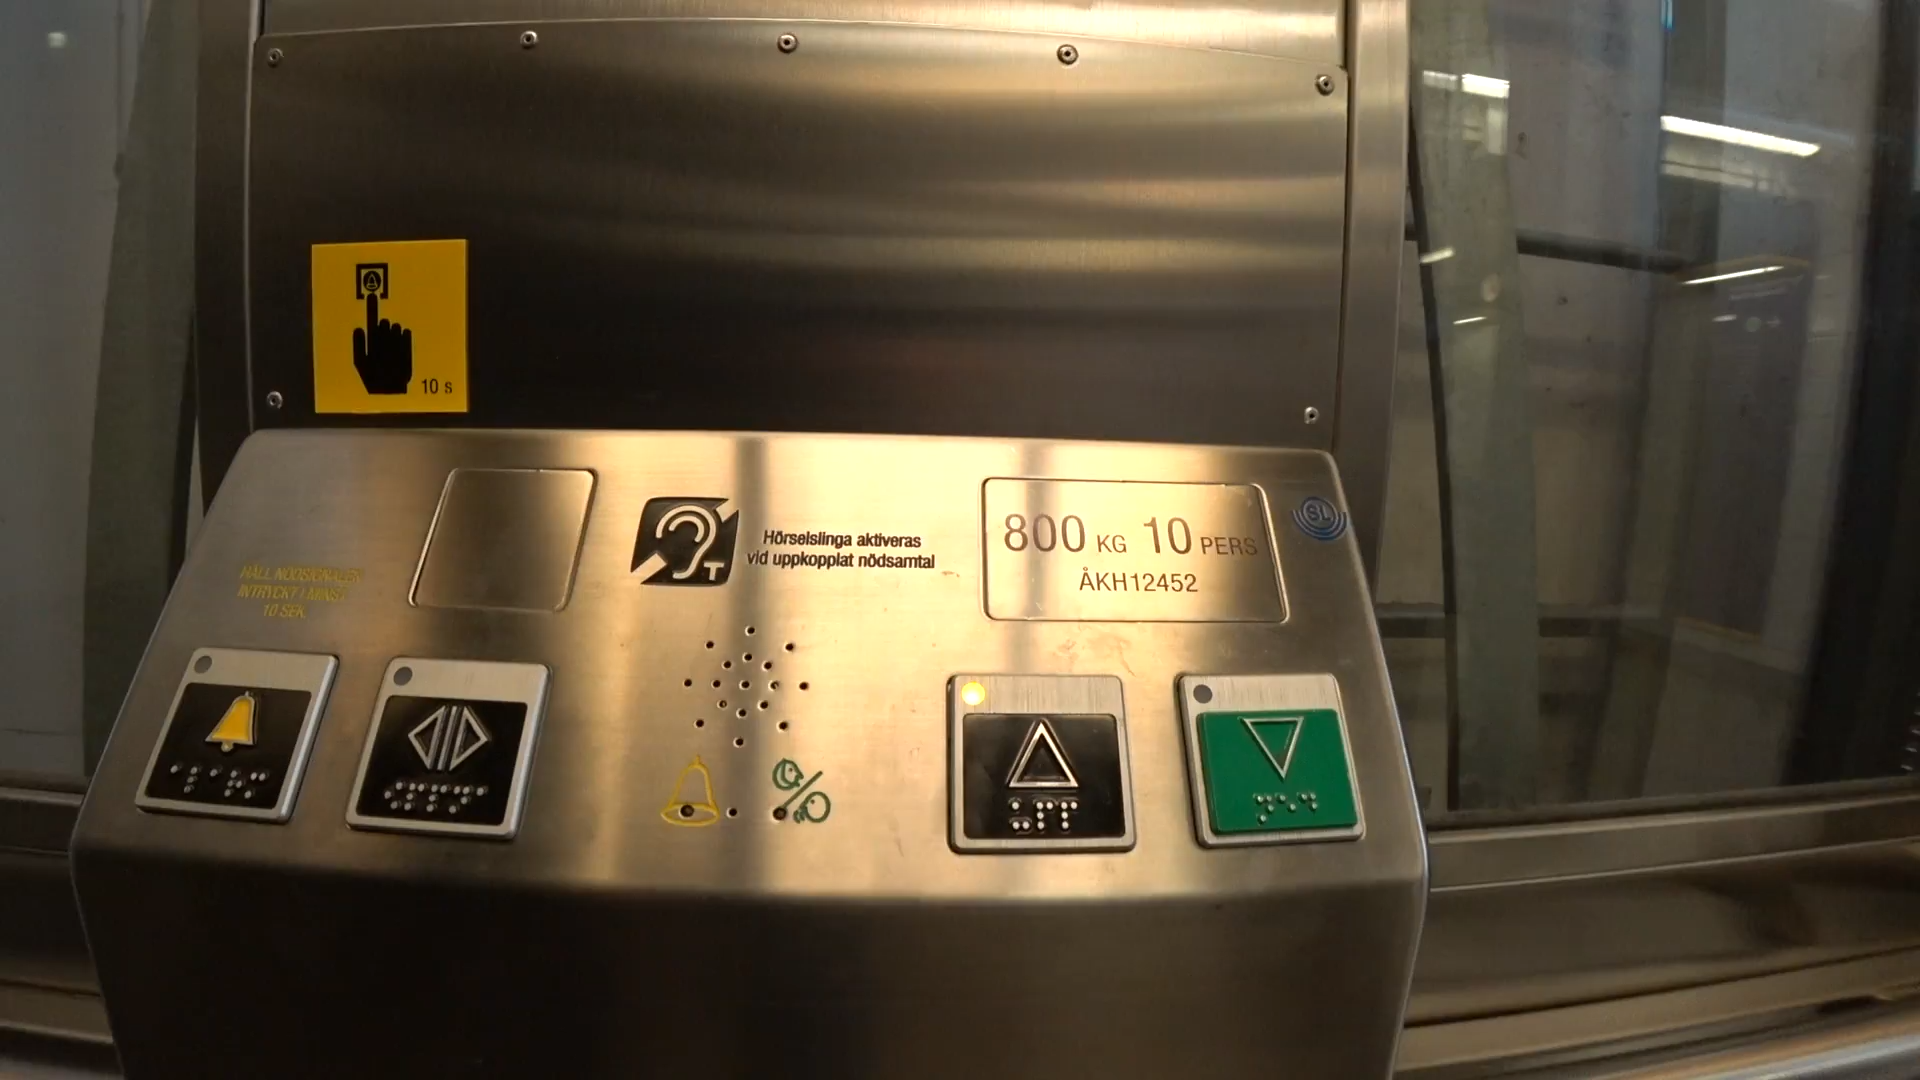 10 s
Hörselslinga aktiveras
vid uppkopplat nödsamtal
800 KG 10 PERS
ÅKH12452
SL
HÅLL NÖDSIGNALEN
INTRYCKT I MINST
10 SEK.